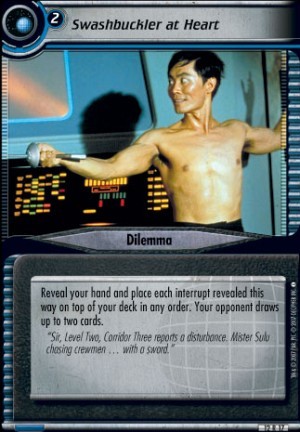 2
Swashbuckler at Heart
Dilemma
Reveal your hand and place each interrupt revealed this
way on top of your deck in any order. Your opponent draws
up to two cards.
"Sir, Level Two, Corridor Three reports a disturbance. Mister Sulu
chasing crewmen ... with a sword."